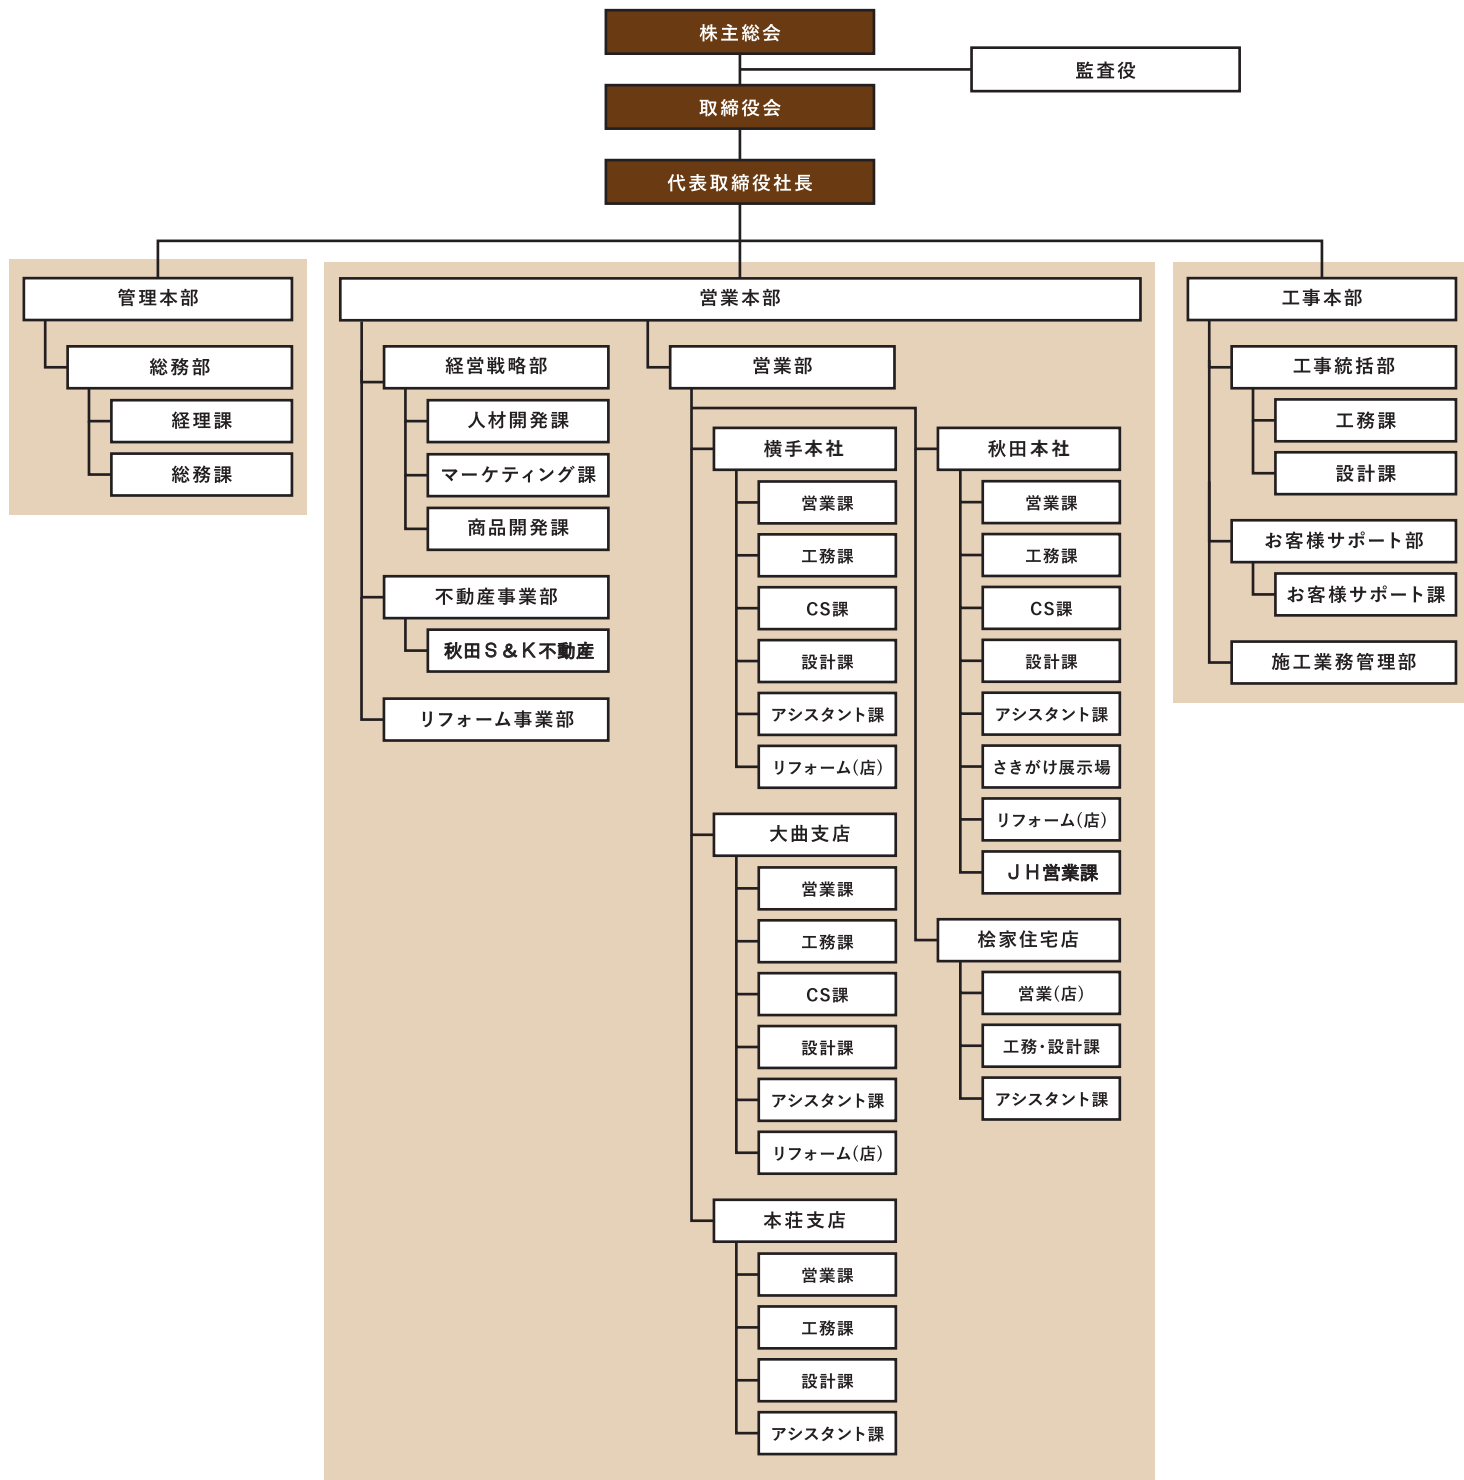 株主総会
監査役
取締役会
代表取締役社長
管理本部
総務部
経理課
総務課
営業本部
経営戦略部
人材開発課
マーケティング課
商品開発課
不動産事業部
秋田S&K不動産
リフォーム事業部
営業部
横手本社
営業課
工務課
CS課
設計課
アシスタント課
リフォーム(店)
大曲支店
営業課
工務課
CS課
設計課
アシスタント課
リフォーム(店)
本荘支店
営業課
工務課
設計課
アシスタント課
秋田本社
営業課
工務課
CS課
設計課
アシスタント課
さきがけ展示場
リフォーム(店)
JH営業課
桧家住宅店
営業(店)
工務・設計課
アシスタント課
工事本部
工事統括部
工務課
設計課
お客様サポート部
お客様サポート課
施工業務管理部